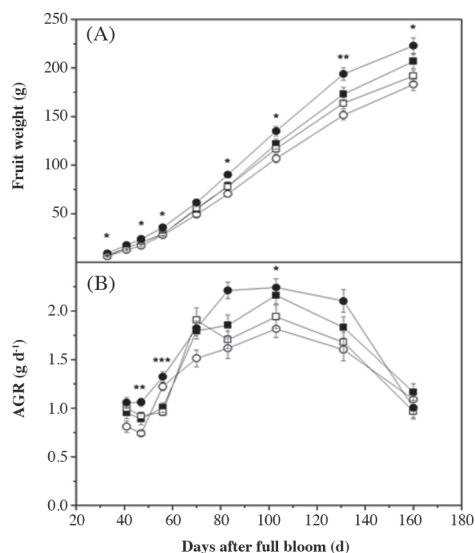 (A)
Fruit weight (g)
250
200
150
100
50
* * * * * ** *
(B)
AGR (g d⁻¹)
2.0
1.5
1.0
0.5
0.0
** *** *
20 40 60 80 100 120 140 160 180
Days after full bloom (d)